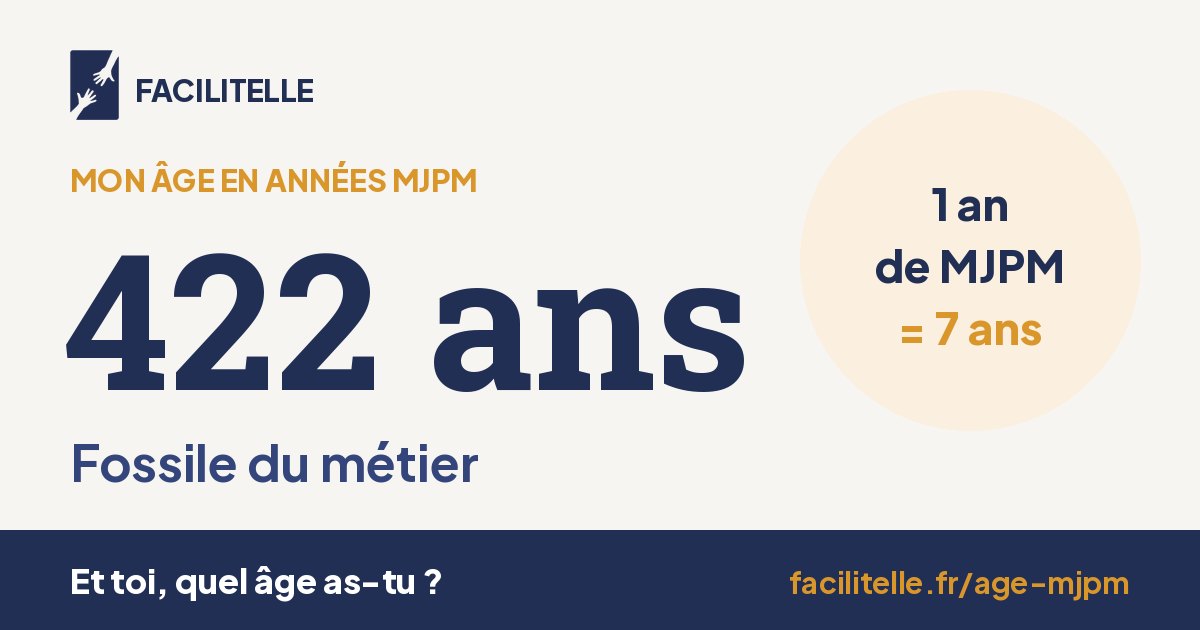 FACILITELLE
MON ÂGE EN ANNÉES MJPM
422 ans
Fossile du métier
1 an
de MJPM
= 7 ans
Et toi, quel âge as-tu ?
facilitelle.fr/age-mjpm